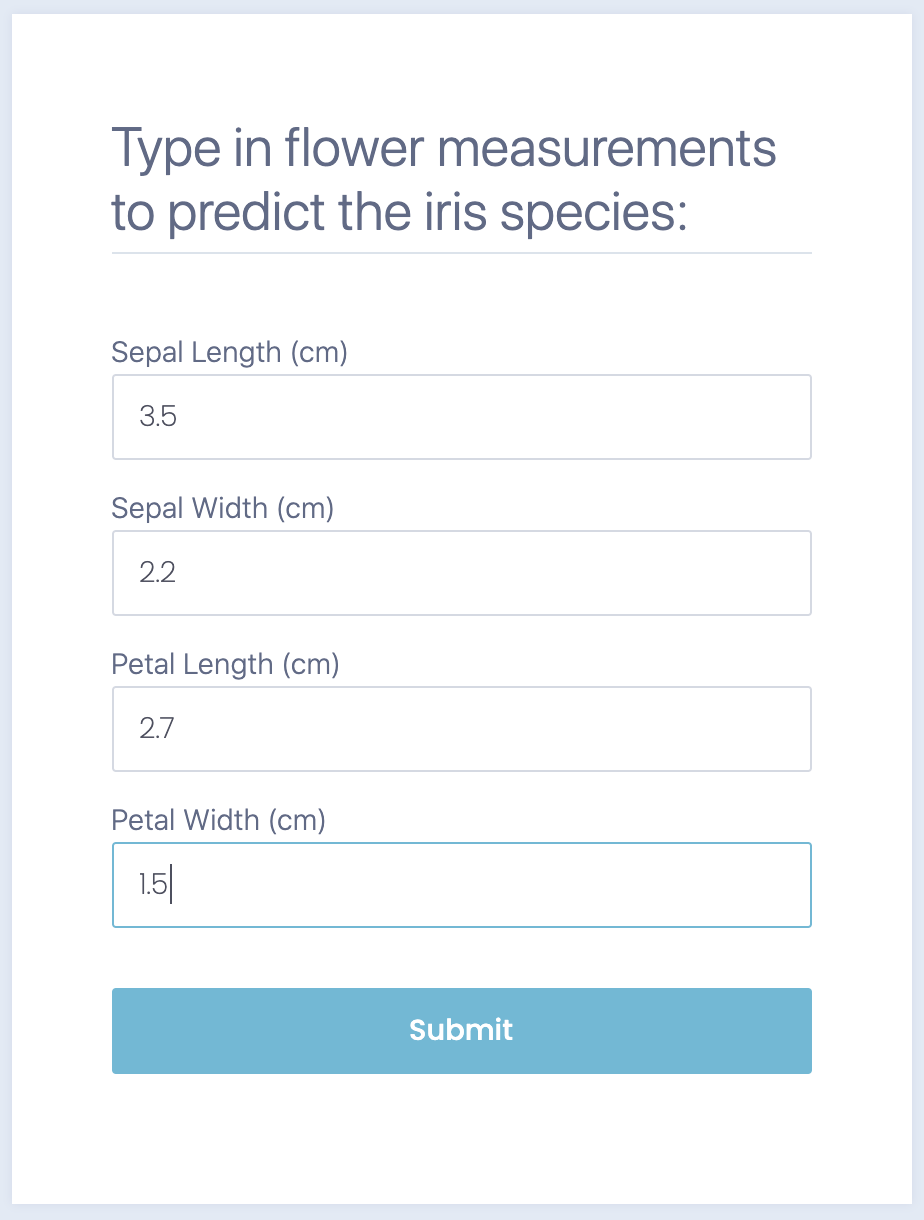 Type in flower measurements
to predict the iris species:
Sepal Length (cm)
3.5
Sepal Width (cm)
2.2
Petal Length (cm)
2.7
Petal Width (cm)
1.5
Submit